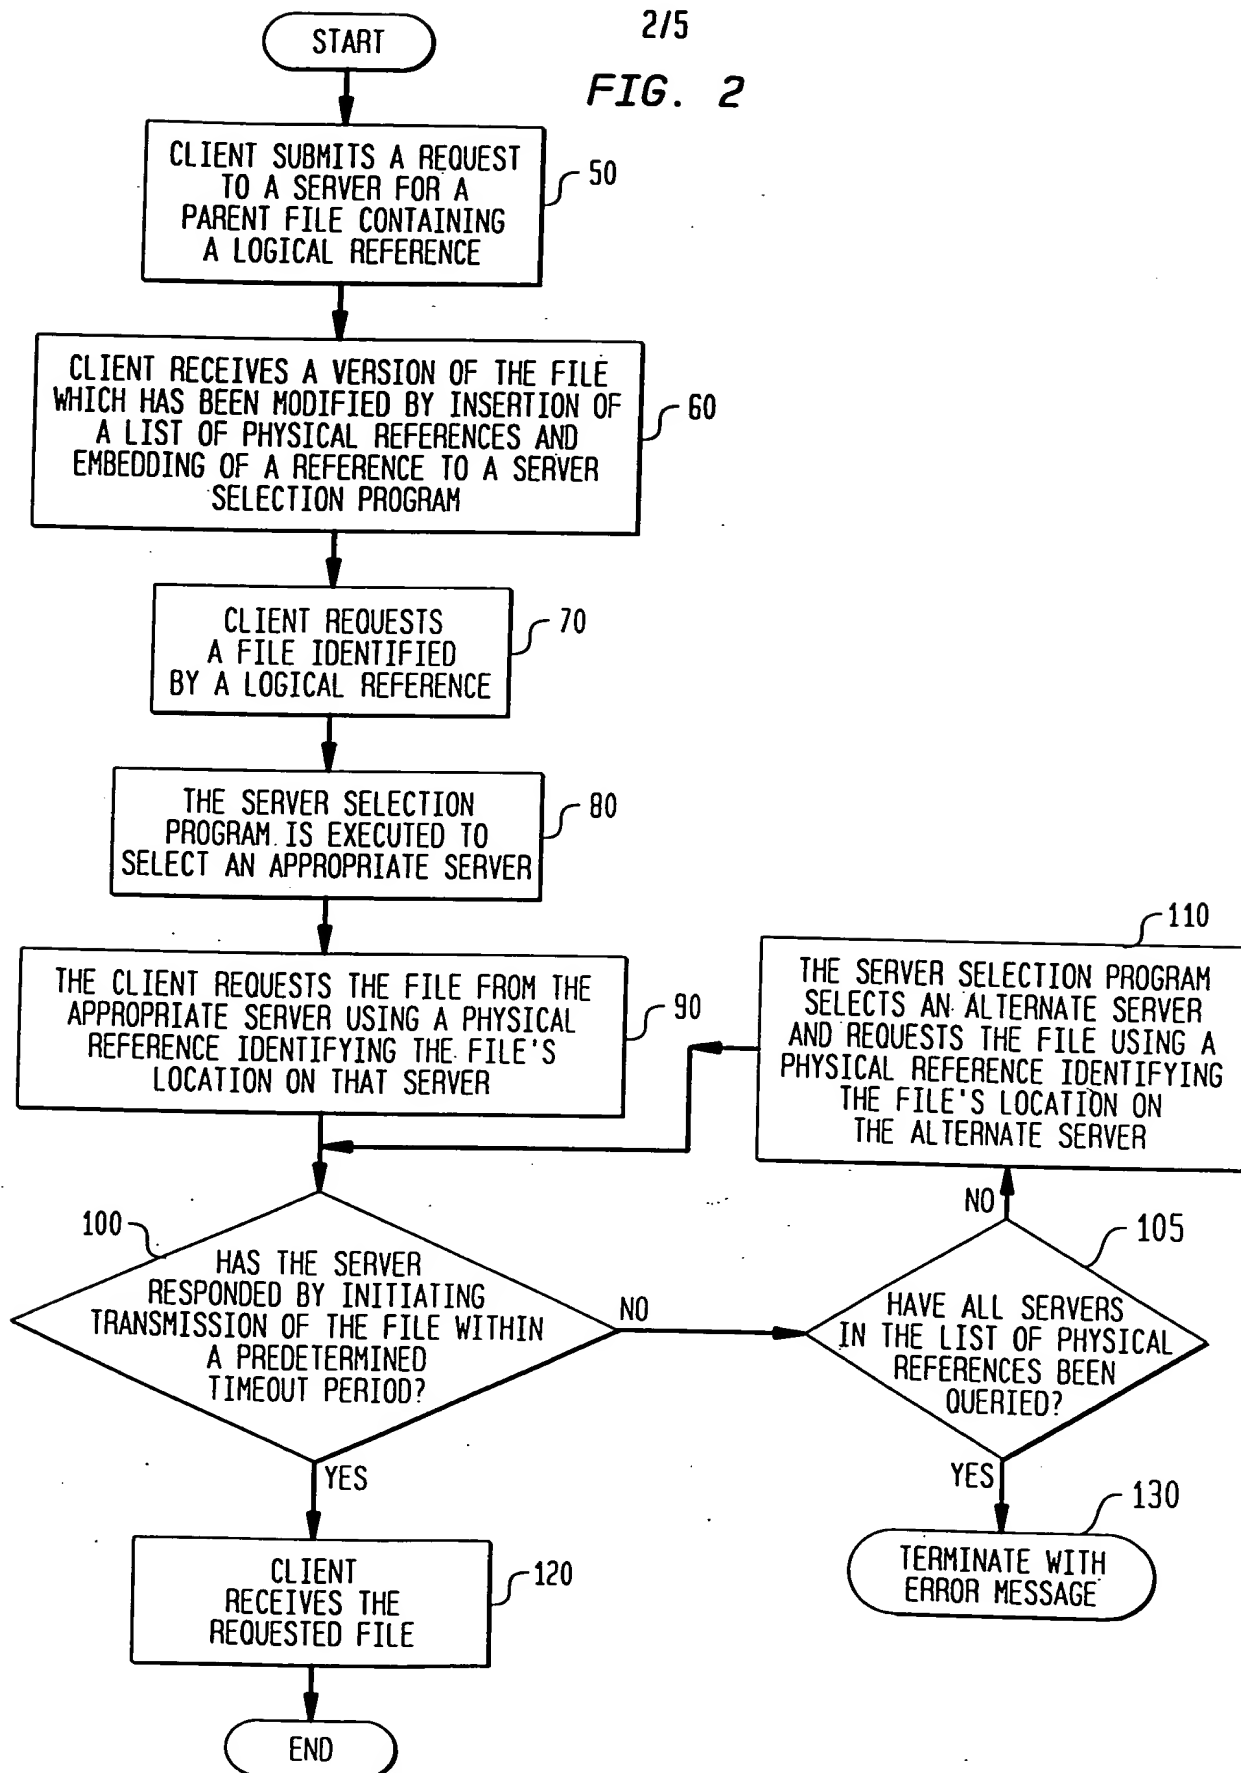 2/5
FIG. 2
START
CLIENT SUBMITS A REQUEST
TO A SERVER FOR A
PARENT FILE CONTAINING
A LOGICAL REFERENCE
50
CLIENT RECEIVES A VERSION OF THE FILE
WHICH HAS BEEN MODIFIED BY INSERTION OF
A LIST OF PHYSICAL REFERENCES AND
EMBEDDING OF A REFERENCE TO A SERVER
SELECTION PROGRAM
60
CLIENT REQUESTS
A FILE IDENTIFIED
BY A LOGICAL REFERENCE
70
THE SERVER SELECTION
PROGRAM IS EXECUTED TO
SELECT AN APPROPRIATE SERVER
80
THE CLIENT REQUESTS THE FILE FROM THE
APPROPRIATE SERVER USING A PHYSICAL
REFERENCE IDENTIFYING THE FILE'S
LOCATION ON THAT SERVER
90
110
THE SERVER SELECTION PROGRAM
SELECTS AN ALTERNATE SERVER
AND REQUESTS THE FILE USING A
PHYSICAL REFERENCE IDENTIFYING
THE FILE'S LOCATION ON
THE ALTERNATE SERVER
100
HAS THE SERVER
RESPONDED BY INITIATING
TRANSMISSION OF THE FILE WITHIN
A PREDETERMINED
TIMEOUT PERIOD?
NO
NO
105
HAVE ALL SERVERS
IN THE LIST OF PHYSICAL
REFERENCES BEEN
QUERIED?
YES
YES
130
TERMINATE WITH
ERROR MESSAGE
CLIENT
RECEIVES THE
REQUESTED FILE
120
END